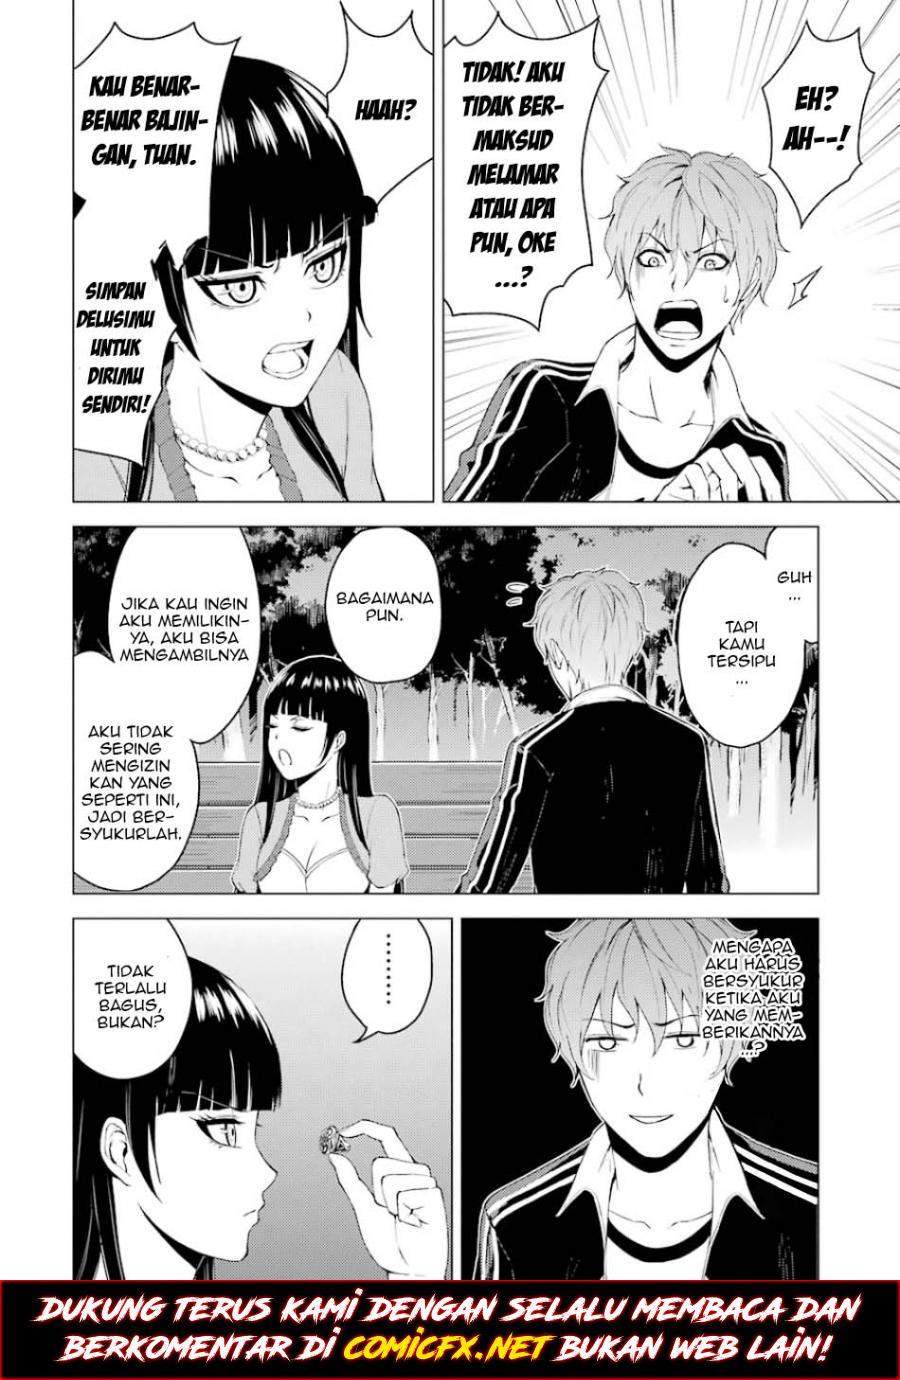 EH?
AH--!
TIDAK! AKU
TIDAK BER-
MAKSUD
MELAMAR
ATAU APA
PUN, OKE
...?
HAAH?
KAU BENAR-
BENAR BAJIN-
GAN, TUAN.
SIMPAN
DELUSIMU
UNTUK
DIRIMU
SENDIRI!
GUH
...
TAPI
KAMU
TERSIPU
...
BAGAIMANA
PUN.
JIKA KAU INGIN
AKU MEMILIKIN-
YA, AKU BISA
MENGAMBILNYA
AKU TIDAK
SERING
MENGIZIN
KAN YANG
SEPERTI INI,
JADI BER-
SYUKURLAH.
MENGAPA
AKU HARUS
BERSYUKUR
KETIKA AKU
YANG MEM-
BERIKANNYA
....?
.........
TIDAK
TERLALU
BAGUS,
BUKAN?
DUKUNG TERUS KAMI DENGAN SELALU MEMBACA DAN
BERKOMENTAR DI COMICFX.NET BUKAN WEB LAIN!